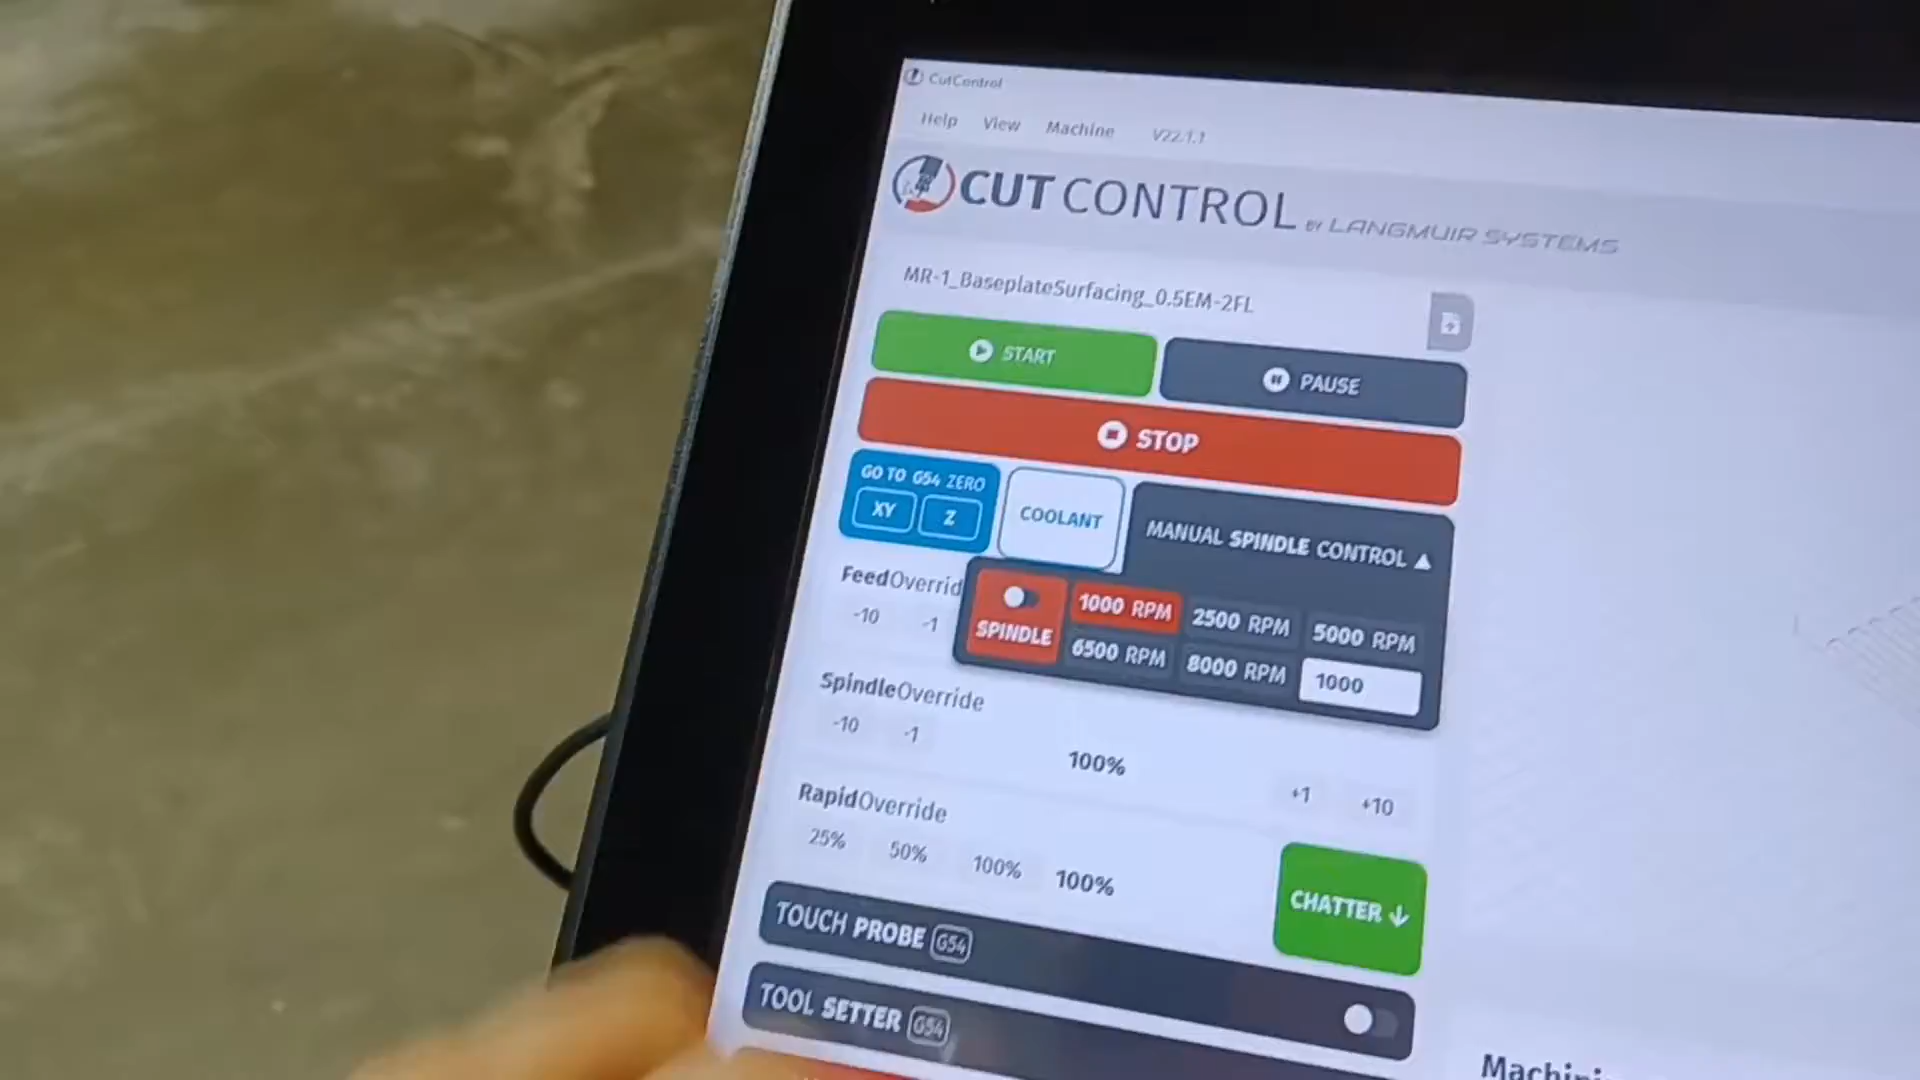 CutControl
Help View Machine V22.1.1
CUT CONTROL BY LANGMUIR SYSTEMS
MR-1_BaseplateSurfacing_0.5EM-2FL
START PAUSE
STOP
GO TO G54 ZERO
XY Z
COOLANT
MANUAL SPINDLE CONTROL
FeedOverrid
-10 -1
SPINDLE
1000 RPM 2500 RPM 5000 RPM
6500 RPM 8000 RPM 1000
SpindleOverride
-10 -1 100% +1 +10
RapidOverride
25% 50% 100% 100%
CHATTER
TOUCH PROBE G54
TOOL SETTER G54